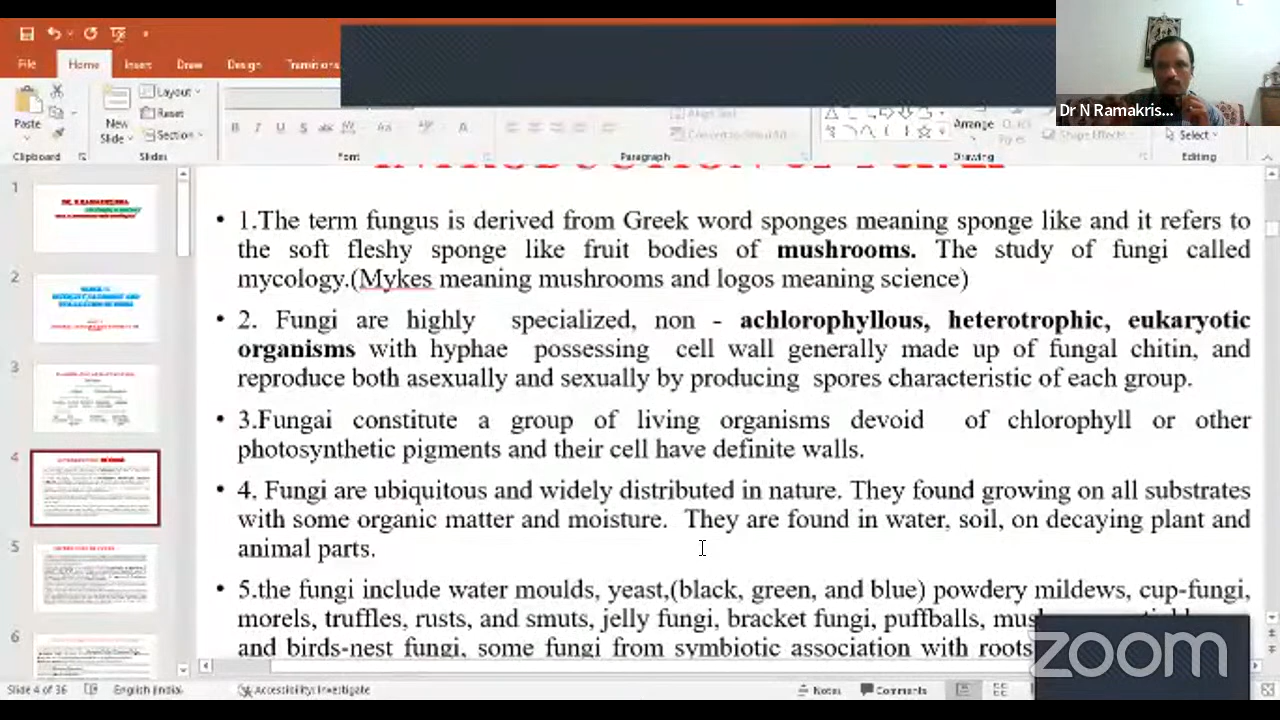 File Home Insert Draw Design Transitions
Dr N Ramakris...
Paste
New
Slide
Layout
Reset
Section
Arrange
Select
Clipboard Slides Font Paragraph Drawing Editing
1.The term fungus is derived from Greek word sponges meaning sponge like and it refers to
the soft fleshy sponge like fruit bodies of mushrooms. The study of fungi called
mycology.(Mykes meaning mushrooms and logos meaning science)
2. Fungi are highly specialized, non - achlorophyllous, heterotrophic, eukaryotic
organisms with hyphae possessing cell wall generally made up of fungal chitin, and
reproduce both asexually and sexually by producing spores characteristic of each group.
3.Fungai constitute a group of living organisms devoid of chlorophyll or other
photosynthetic pigments and their cell have definite walls.
4. Fungi are ubiquitous and widely distributed in nature. They found growing on all substrates
with some organic matter and moisture. They are found in water, soil, on decaying plant and
animal parts.
5.the fungi include water moulds, yeast,(black, green, and blue) powdery mildews, cup-fungi,
morels, truffles, rusts, and smuts, jelly fungi, bracket fungi, puffballs,
and birds-nest fungi, some fungi from symbiotic association with roots
zoom
1
2
3
4
5
6
Slide 4 of 36 English (India) Accessibility: Investigate Notes Comments